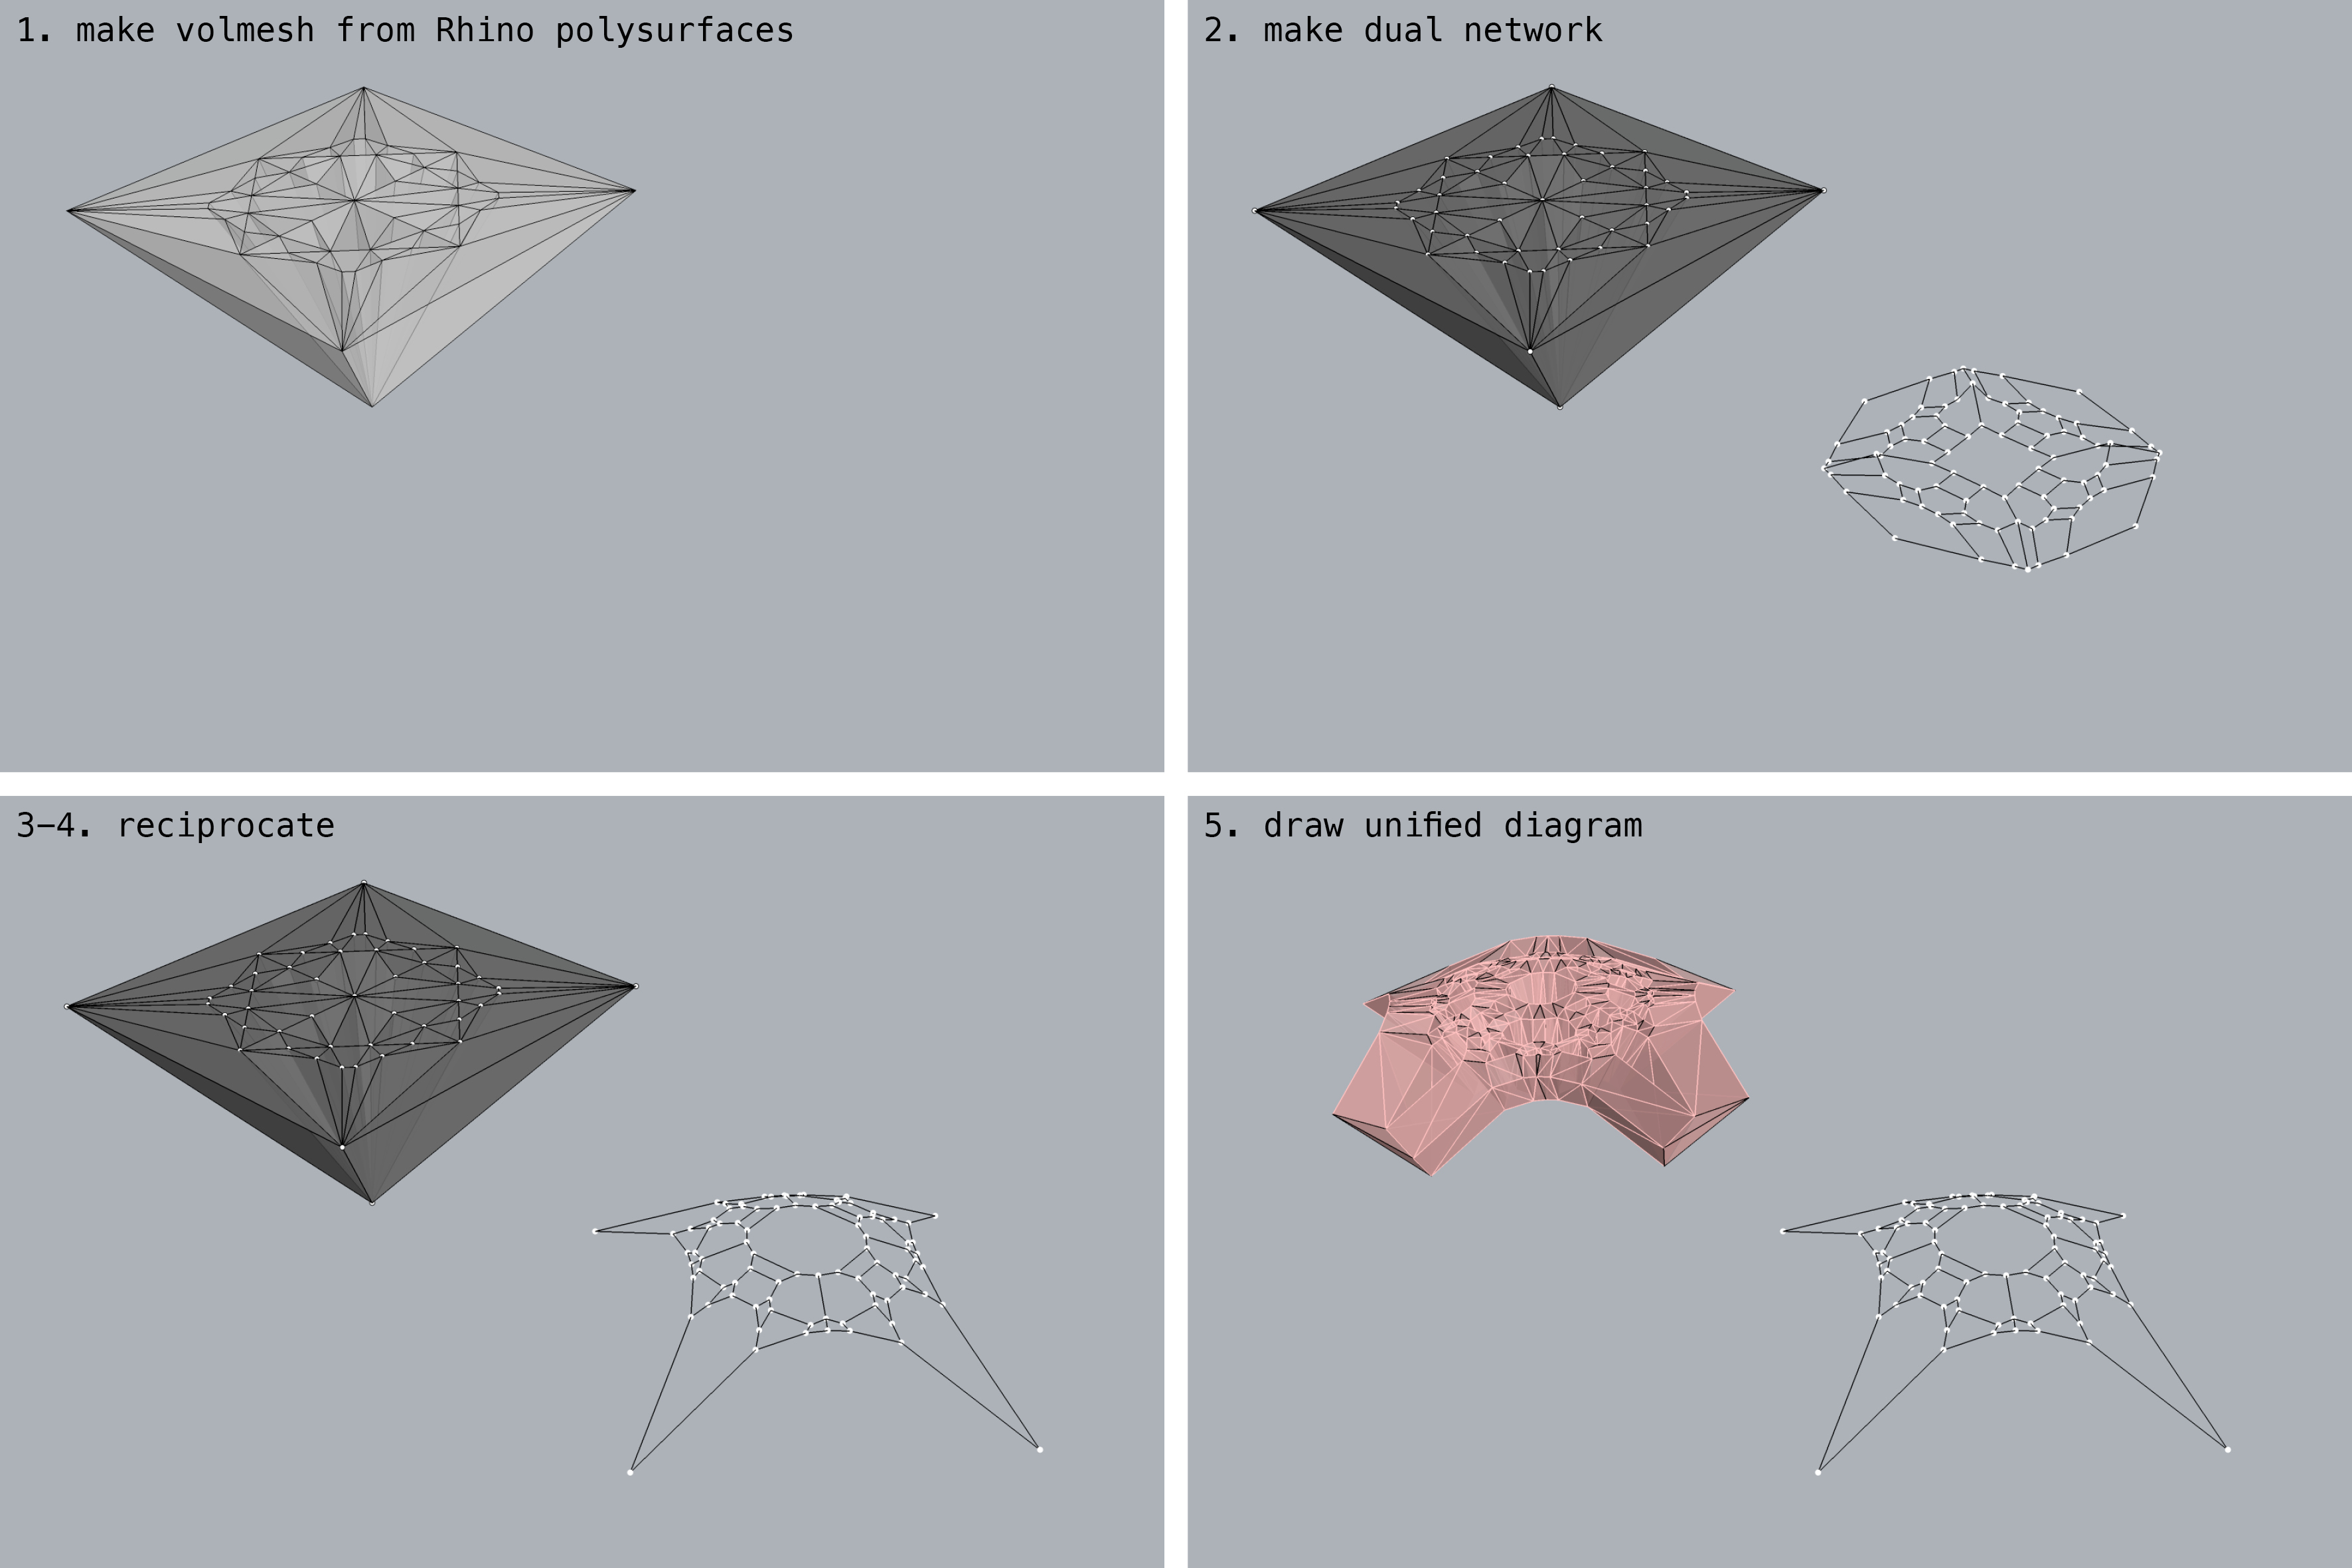 1. make volmesh from Rhino polysurfaces
2. make dual network
3−4. reciprocate
5. draw unified diagram